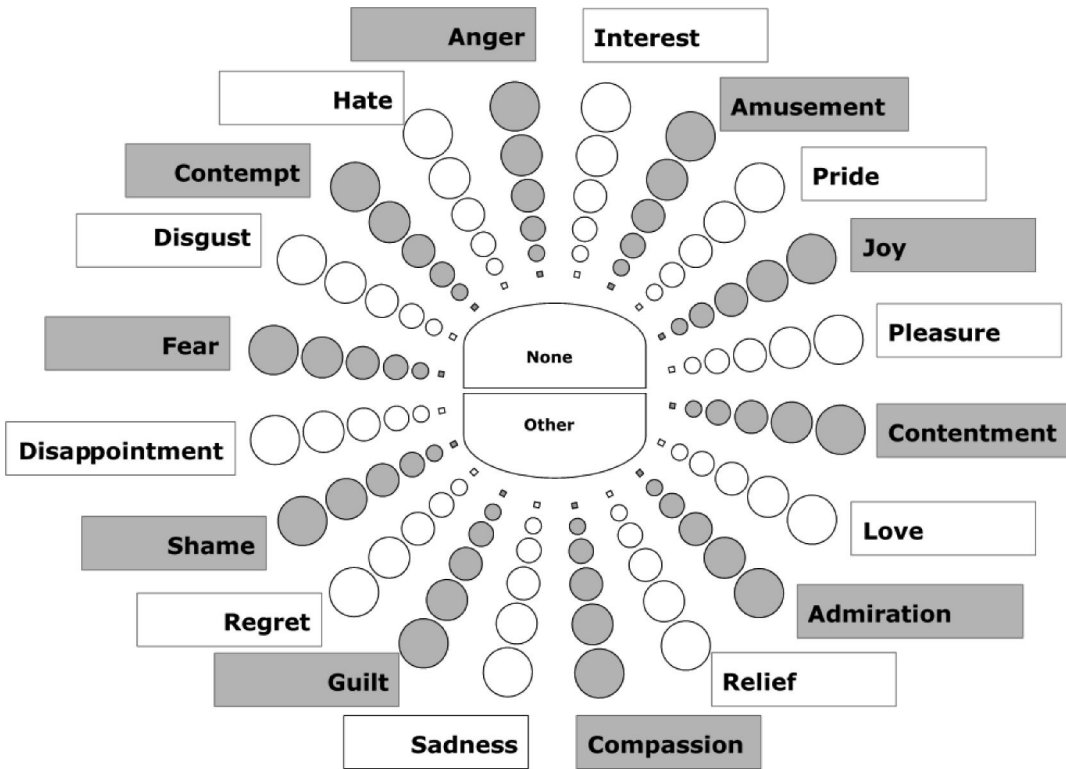 Anger
Interest
Hate
Amusement
Contempt
Pride
Disgust
Joy
Fear
Pleasure
None
Other
Disappointment
Contentment
Shame
Love
Regret
Admiration
Guilt
Relief
Sadness
Compassion